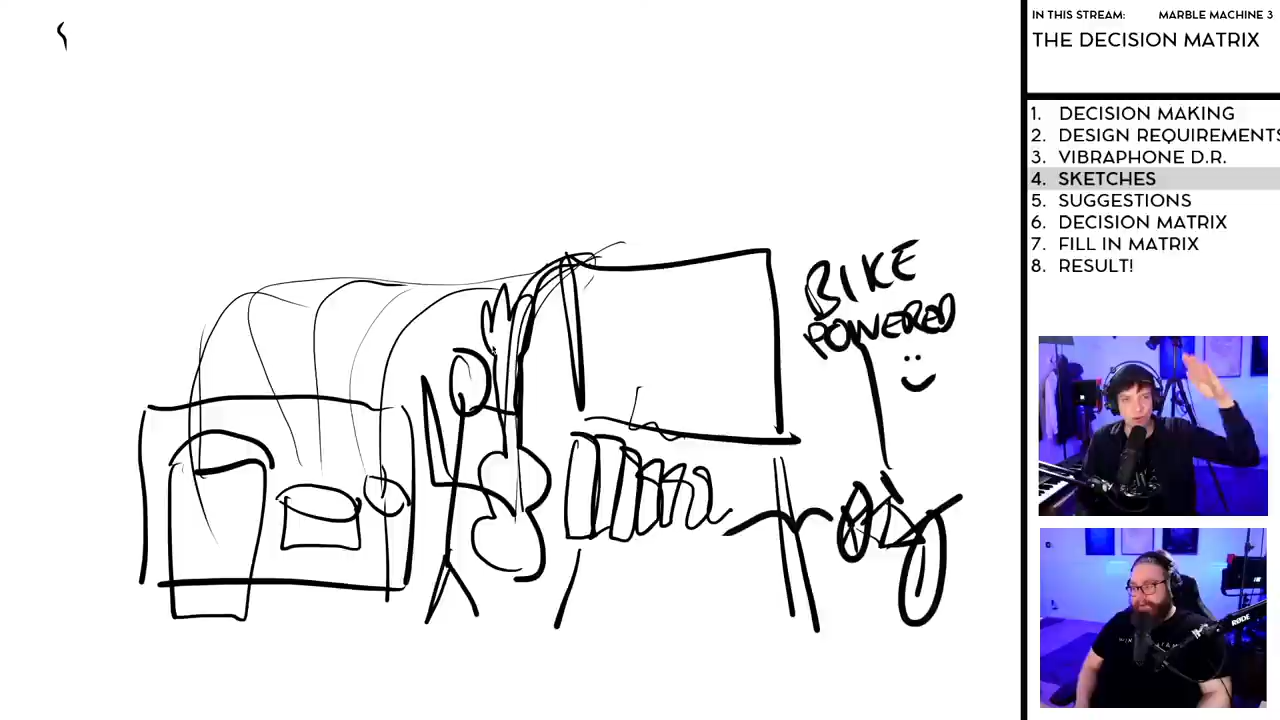 IN THIS STREAM: MARBLE MACHINE 3
THE DECISION MATRIX
1. DECISION MAKING
2. DESIGN REQUIREMENTS
3. VIBRAPHONE D.R.
4. SKETCHES
5. SUGGESTIONS
6. DECISION MATRIX
7. FILL IN MATRIX
8. RESULT!
BIKE
POWERED
RODE